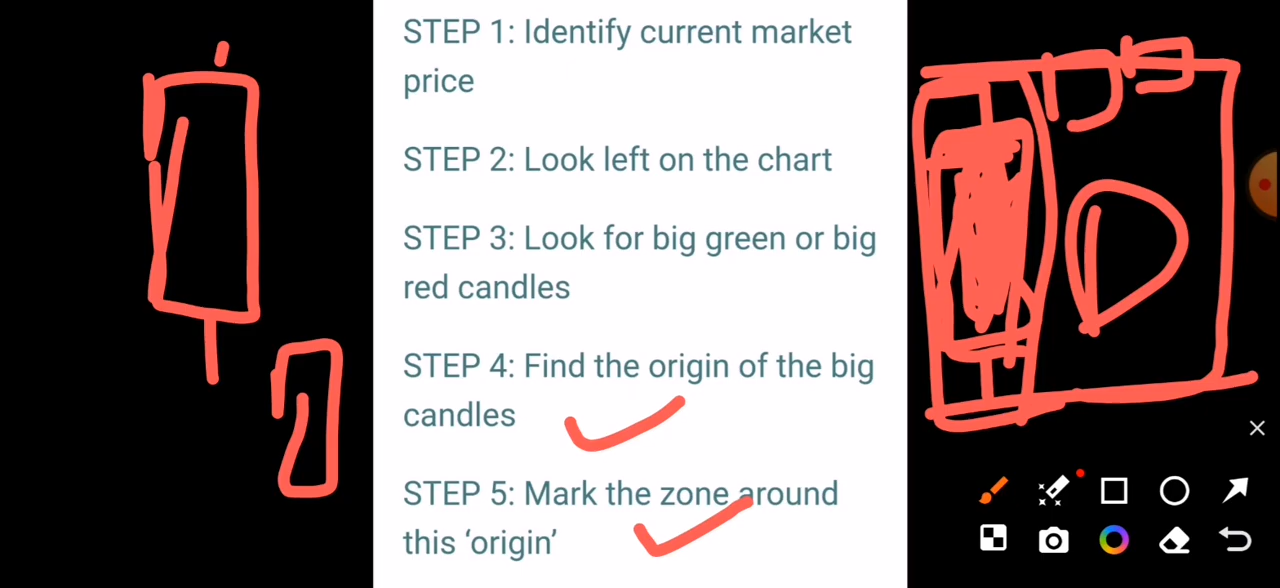 STEP 1: Identify current market
price
STEP 2: Look left on the chart
STEP 3: Look for big green or big
red candles
STEP 4: Find the origin of the big
candles
STEP 5: Mark the zone around
this ‘origin’